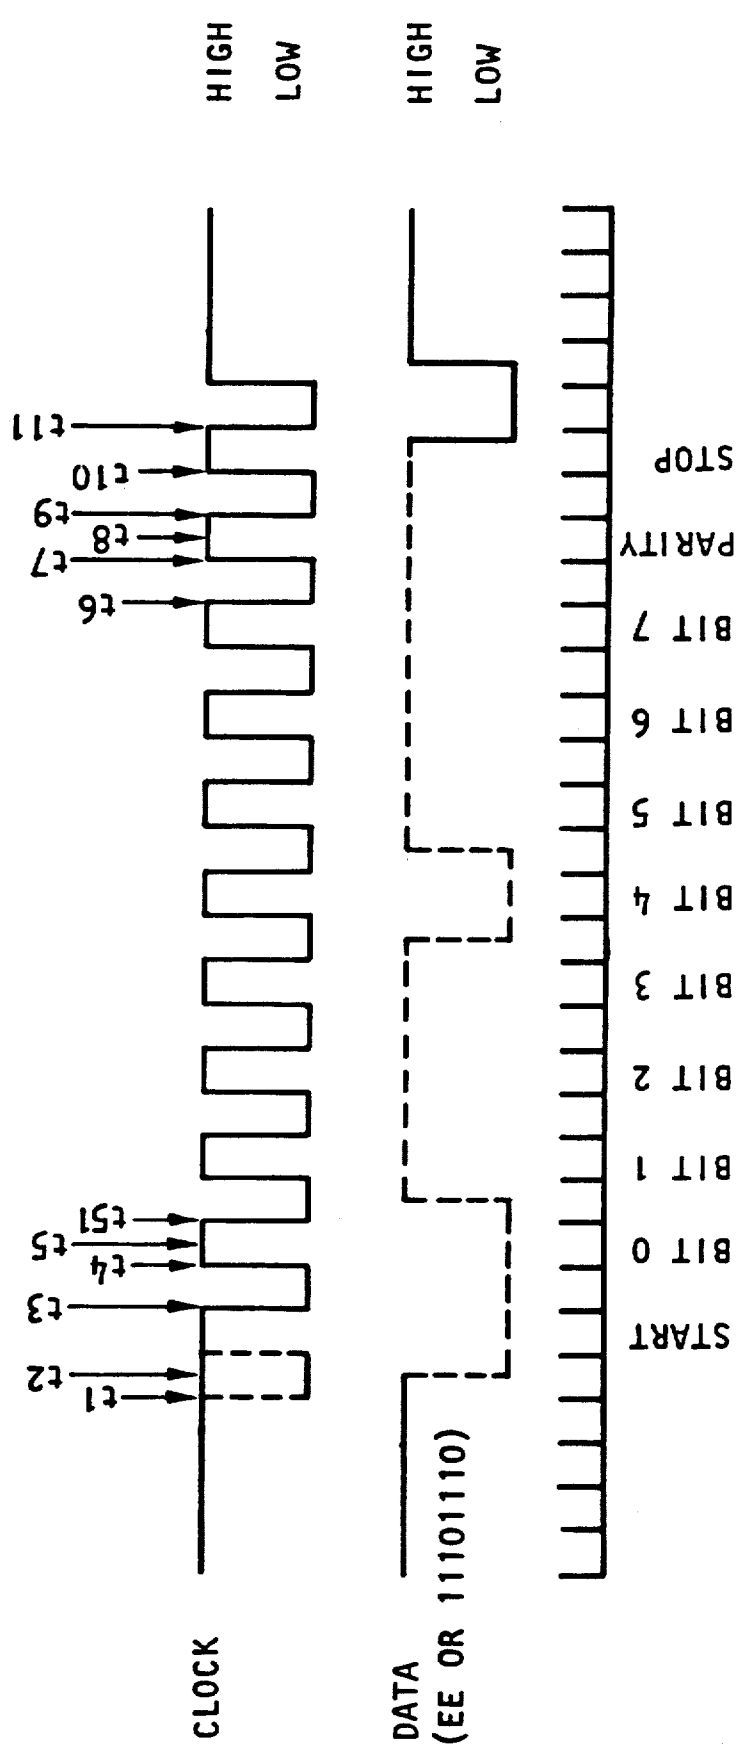 HIGH
LOW
HIGH
LOW
CLOCK
t1
t2
t3
t4
t5
t51
t6
t7
t8
t9
t10
t11
DATA
(EE OR 11101110)
START
BIT 0
BIT 1
BIT 2
BIT 3
BIT 4
BIT 5
BIT 6
BIT 7
PARITY
STOP